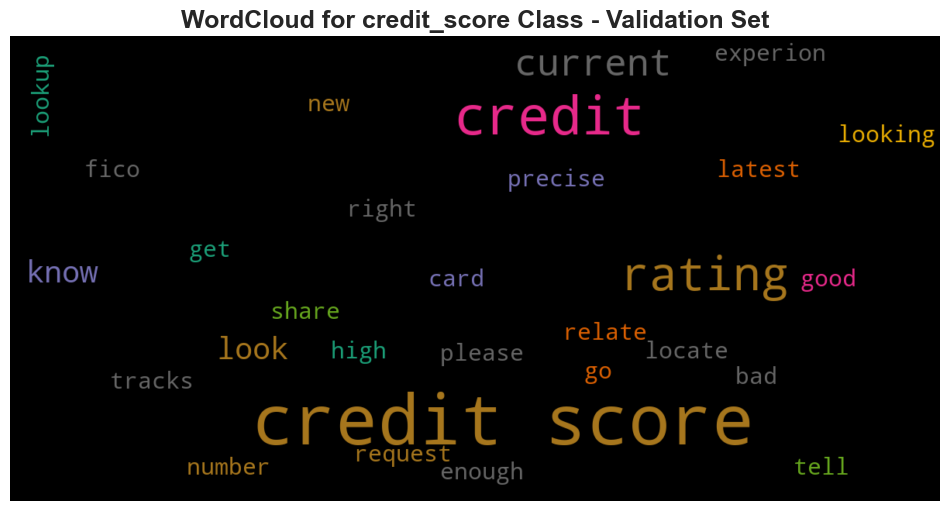 WordCloud for credit_score Class - Validation Set
experion
current
lookup
new
credit
looking
fico
latest
precise
right
get
know
rating
card
good
share
relate
look
high
please
locate
go
bad
tracks
credit score
request
number
enough
tell